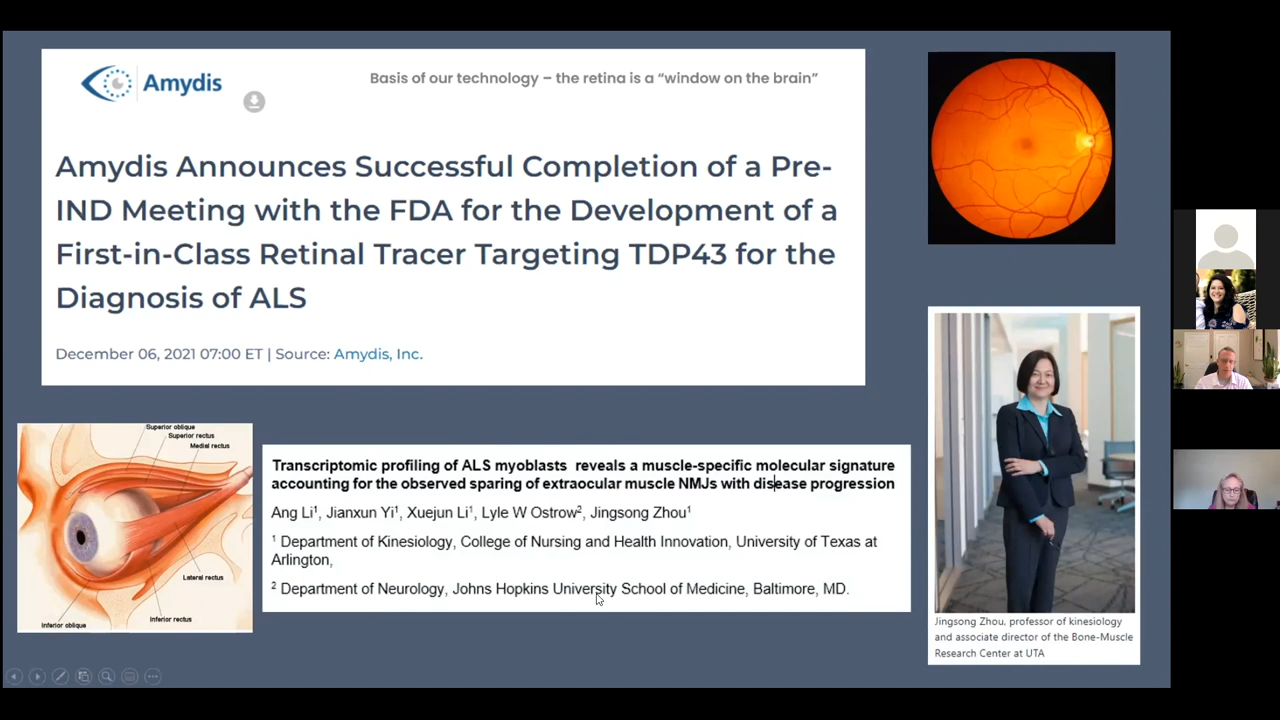 Amydis
Basis of our technology – the retina is a “window on the brain”
Amydis Announces Successful Completion of a Pre-
IND Meeting with the FDA for the Development of a
First-in-Class Retinal Tracer Targeting TDP43 for the
Diagnosis of ALS
December 06, 2021 07:00 ET | Source: Amydis, Inc.
Superior oblique
Superior rectus
Medial rectus
Lateral rectus
Inferior rectus
Inferior oblique
Transcriptomic profiling of ALS myoblasts reveals a muscle-specific molecular signature
accounting for the observed sparing of extraocular muscle NMJs with disease progression
Ang Li¹, Jianxun Yi¹, Xuejun Li¹, Lyle W Ostrow², Jingsong Zhou¹
¹ Department of Kinesiology, College of Nursing and Health Innovation, University of Texas at
Arlington,
² Department of Neurology, Johns Hopkins University School of Medicine, Baltimore, MD.
Jingsong Zhou, professor of kinesiology
and associate director of the Bone-Muscle
Research Center at UTA